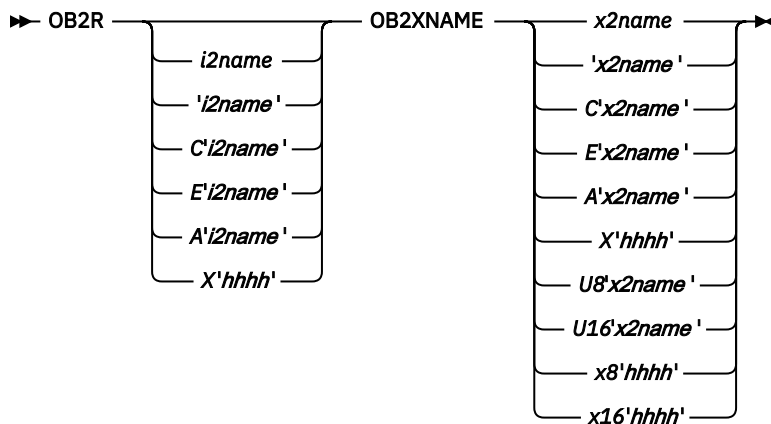 OB2R OB2XNAME x2name
i2name 'x2name'
'i2name' C'x2name'
C'i2name' E'x2name'
E'i2name' A'x2name'
A'i2name' X'hhhh'
X'hhhh' U8'x2name'
U16'x2name'
x8'hhhh'
x16'hhhh'